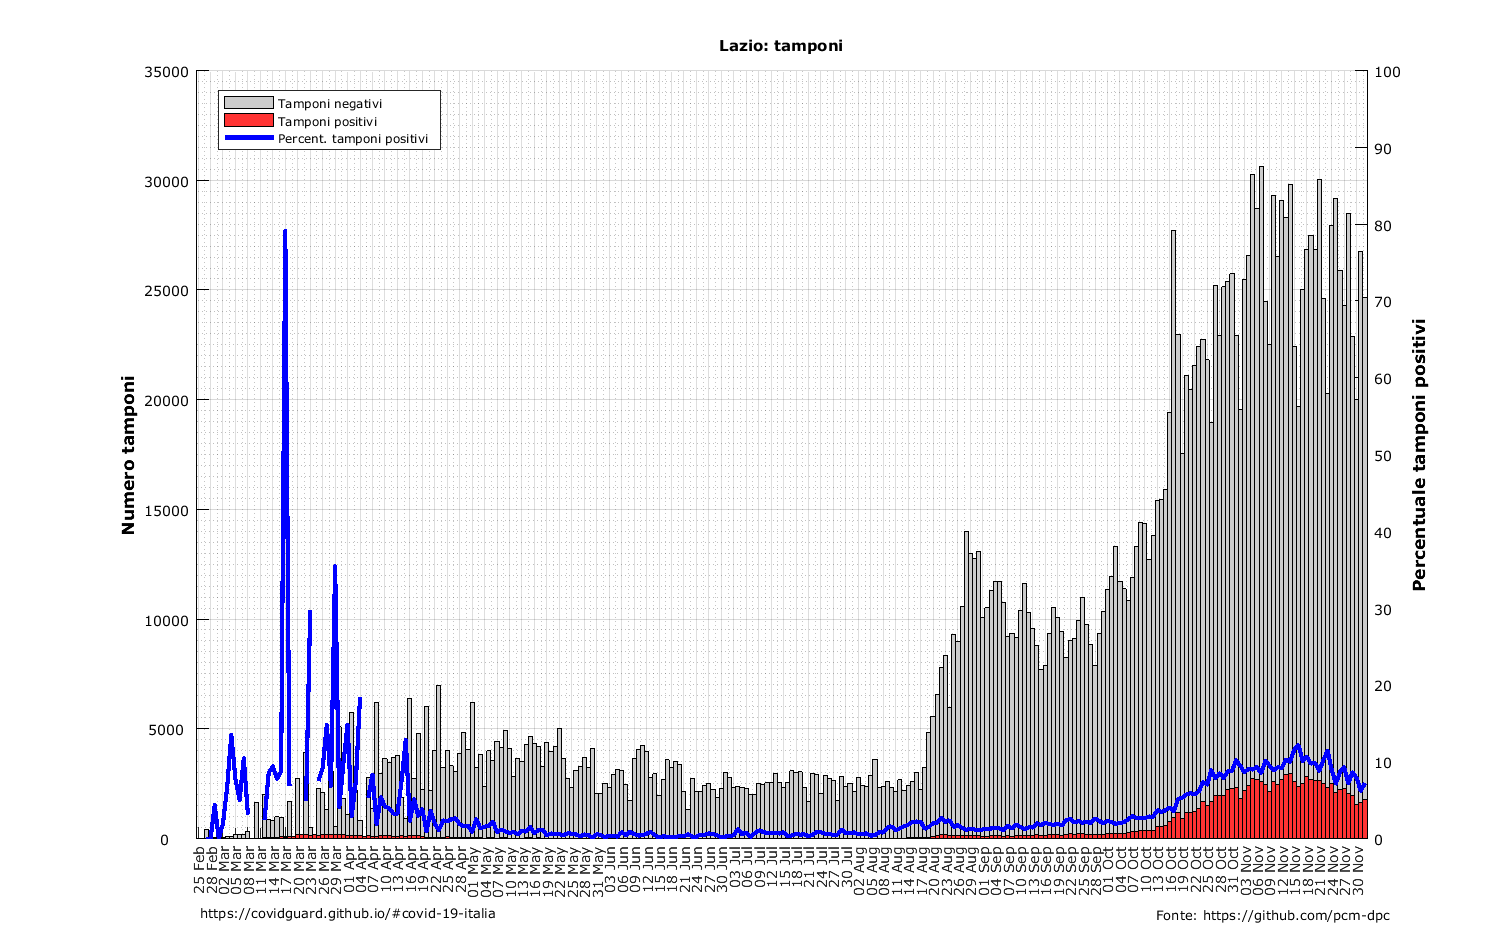 Lazio: tamponi
35000
30000
25000
20000
15000
10000
5000
0
Numero tamponi
Tamponi negativi
Tamponi positivi
Percent. tamponi positivi
100
90
80
70
60
50
40
30
20
10
0
Percentuale tamponi positivi
25 Feb
28 Feb
02 Mar
05 Mar
08 Mar
11 Mar
14 Mar
17 Mar
20 Mar
23 Mar
26 Mar
29 Mar
01 Apr
04 Apr
07 Apr
10 Apr
13 Apr
16 Apr
19 Apr
22 Apr
25 Apr
28 Apr
01 May
04 May
07 May
10 May
13 May
16 May
19 May
22 May
25 May
28 May
31 May
03 Jun
06 Jun
09 Jun
12 Jun
15 Jun
18 Jun
21 Jun
24 Jun
27 Jun
30 Jun
03 Jul
06 Jul
09 Jul
12 Jul
15 Jul
18 Jul
21 Jul
24 Jul
27 Jul
30 Jul
02 Aug
05 Aug
08 Aug
11 Aug
14 Aug
17 Aug
20 Aug
23 Aug
26 Aug
29 Aug
01 Sep
04 Sep
07 Sep
10 Sep
13 Sep
16 Sep
19 Sep
22 Sep
25 Sep
28 Sep
01 Oct
04 Oct
07 Oct
10 Oct
13 Oct
16 Oct
19 Oct
22 Oct
25 Oct
28 Oct
31 Oct
03 Nov
06 Nov
09 Nov
12 Nov
15 Nov
18 Nov
21 Nov
24 Nov
27 Nov
30 Nov
https://covidguard.github.io/#covid-19-italia
Fonte: https://github.com/pcm-dpc